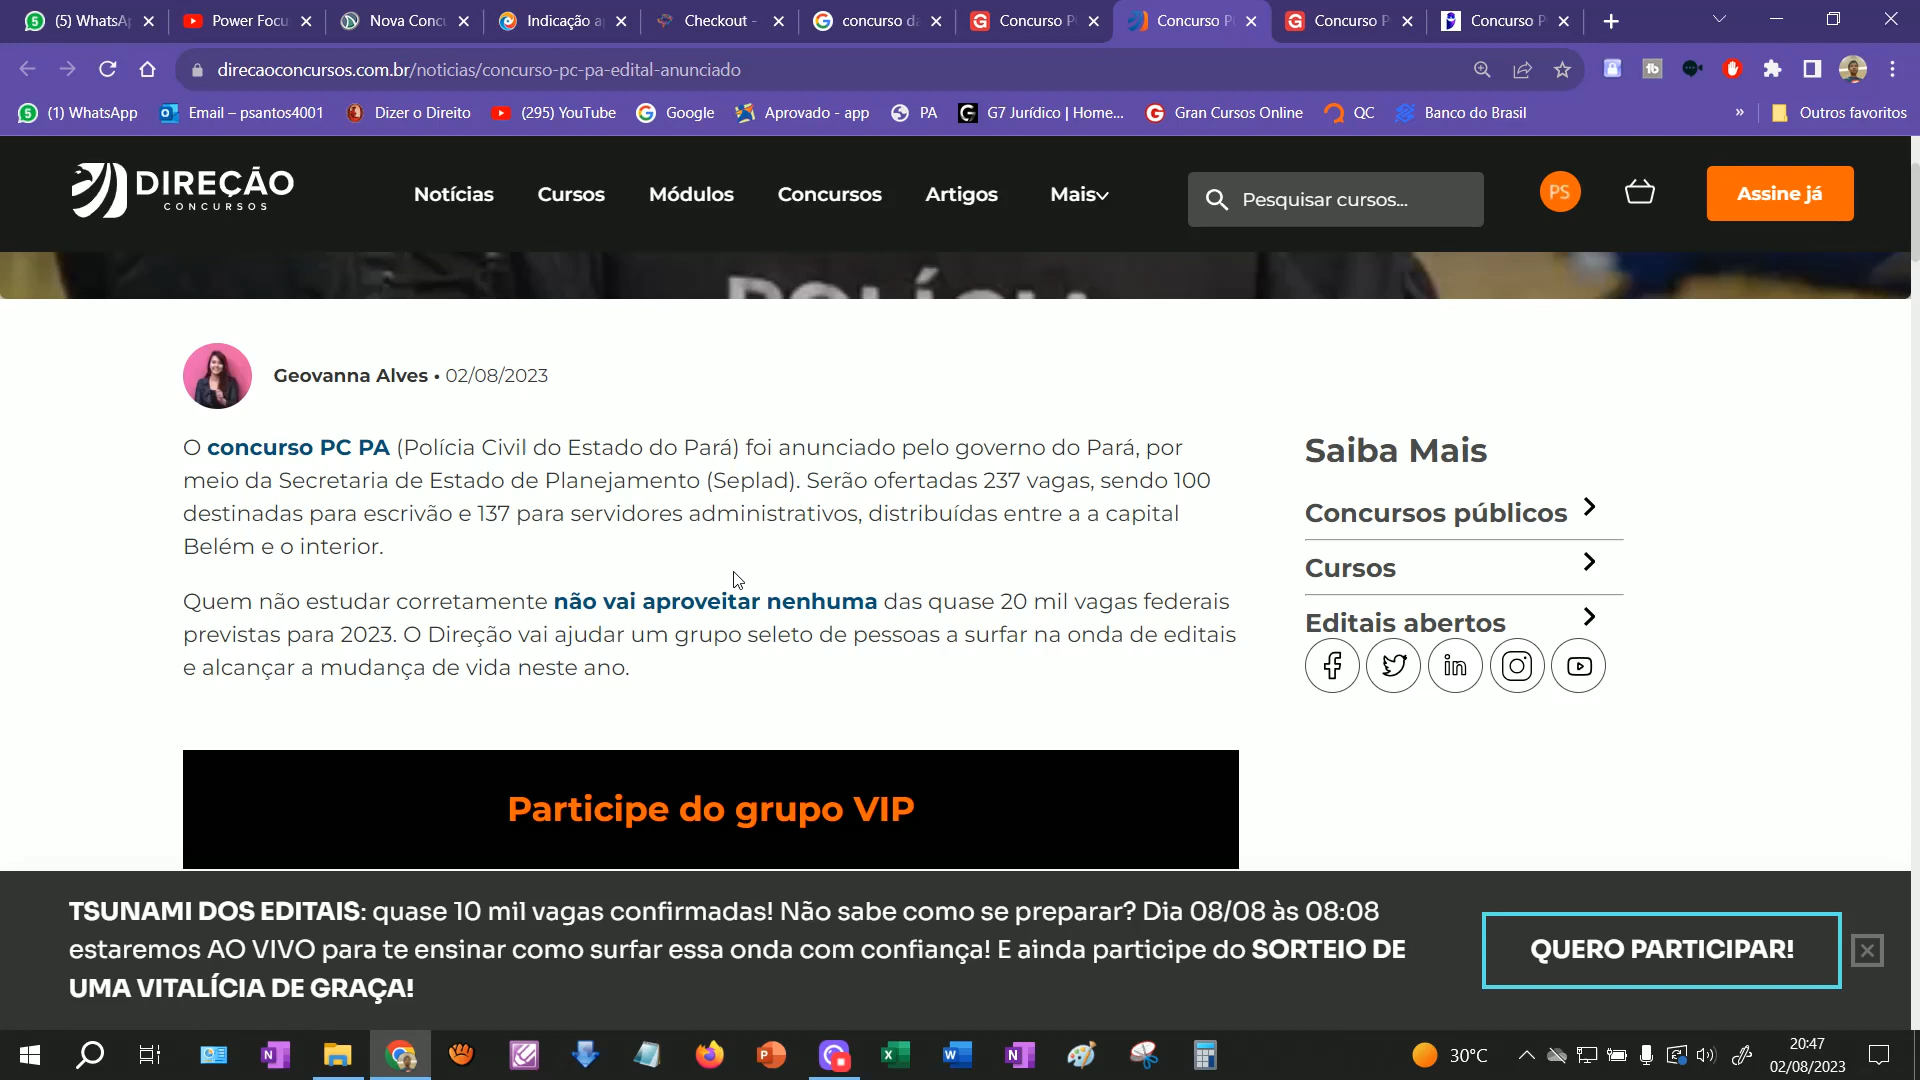 (5) WhatsA
Power Focu
Nova Conc
Indicação a
Checkout -
concurso da
Concurso P
Concurso P
Concurso P
Concurso P
direcaoconcursos.com.br/noticias/concurso-pc-pa-edital-anunciado
(1) WhatsApp
Email – psantos4001
Dizer o Direito
(295) YouTube
Google
Aprovado - app
PA
G7 Jurídico | Home...
Gran Cursos Online
QC
Banco do Brasil
»
Outros favoritos
DIREÇÃO
CONCURSOS
Notícias
Cursos
Módulos
Concursos
Artigos
Mais
Pesquisar cursos...
PS
Assine já
POLÍCIA
Geovanna Alves • 02/08/2023
O concurso PC PA (Polícia Civil do Estado do Pará) foi anunciado pelo governo do Pará, por
meio da Secretaria de Estado de Planejamento (Seplad). Serão ofertadas 237 vagas, sendo 100
destinadas para escrivão e 137 para servidores administrativos, distribuídas entre a a capital
Belém e o interior.
Quem não estudar corretamente não vai aproveitar nenhuma das quase 20 mil vagas federais
previstas para 2023. O Direção vai ajudar um grupo seleto de pessoas a surfar na onda de editais
e alcançar a mudança de vida neste ano.
Saiba Mais
Concursos públicos
Cursos
Editais abertos
Participe do grupo VIP
TSUNAMI DOS EDITAIS: quase 10 mil vagas confirmadas! Não sabe como se preparar? Dia 08/08 às 08:08
estaremos AO VIVO para te ensinar como surfar essa onda com confiança! E ainda participe do SORTEIO DE
UMA VITALÍCIA DE GRAÇA!
QUERO PARTICIPAR!
30°C
20:47
02/08/2023